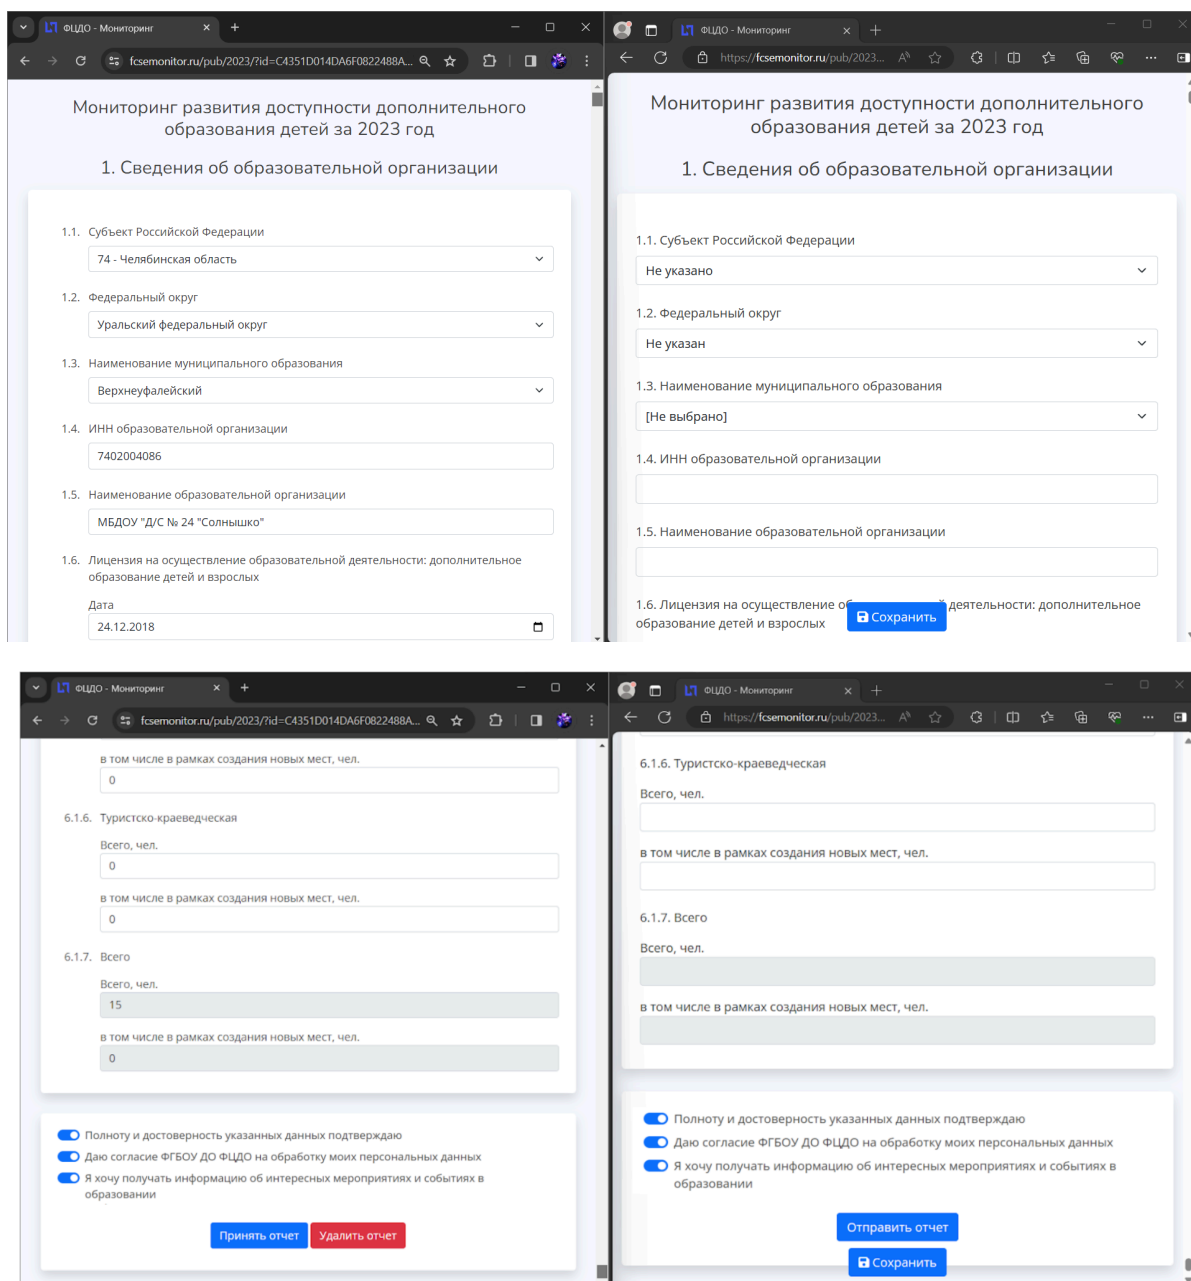 ФЦДО - Мониторинг
fcsemonitor.ru/pub/2023/?id=C4351D014DA6F0822488A...
Мониторинг развития доступности дополнительного
образования детей за 2023 год
1. Сведения об образовательной организации
1.1. Субъект Российской Федерации
74 - Челябинская область
1.2. Федеральный округ
Уральский федеральный округ
1.3. Наименование муниципального образования
Верхнеуфалейский
1.4. ИНН образовательной организации
7402004086
1.5. Наименование образовательной организации
МБДОУ "Д/С № 24 "Солнышко"
1.6. Лицензия на осуществление образовательной деятельности: дополнительное
образование детей и взрослых
Дата
24.12.2018
ФЦДО - Мониторинг
https://fcsemonitor.ru/pub/2023...
Мониторинг развития доступности дополнительного
образования детей за 2023 год
1. Сведения об образовательной организации
1.1. Субъект Российской Федерации
Не указано
1.2. Федеральный округ
Не указан
1.3. Наименование муниципального образования
[Не выбрано]
1.4. ИНН образовательной организации
1.5. Наименование образовательной организации
1.6. Лицензия на осуществление деятельности: дополнительное
образование детей и взрослых
Сохранить
ФЦДО - Мониторинг
fcsemonitor.ru/pub/2023/?id=C4351D014DA6F0822488A...
в том числе в рамках создания новых мест, чел.
0
6.1.6. Туристско-краеведческая
Всего, чел.
0
в том числе в рамках создания новых мест, чел.
0
6.1.7. Всего
Всего, чел.
15
в том числе в рамках создания новых мест, чел.
0
Полноту и достоверность указанных данных подтверждаю
Даю согласие ФГБОУ ДО ФЦДО на обработку моих персональных данных
Я хочу получать информацию об интересных мероприятиях и событиях в
образовании
Принять отчет Удалить отчет
ФЦДО - Мониторинг
https://fcsemonitor.ru/pub/2023...
6.1.6. Туристско-краеведческая
Всего, чел.
в том числе в рамках создания новых мест, чел.
6.1.7. Всего
Всего, чел.
в том числе в рамках создания новых мест, чел.
Полноту и достоверность указанных данных подтверждаю
Даю согласие ФГБОУ ДО ФЦДО на обработку моих персональных данных
Я хочу получать информацию об интересных мероприятиях и событиях в
образовании
Отправить отчет
Сохранить